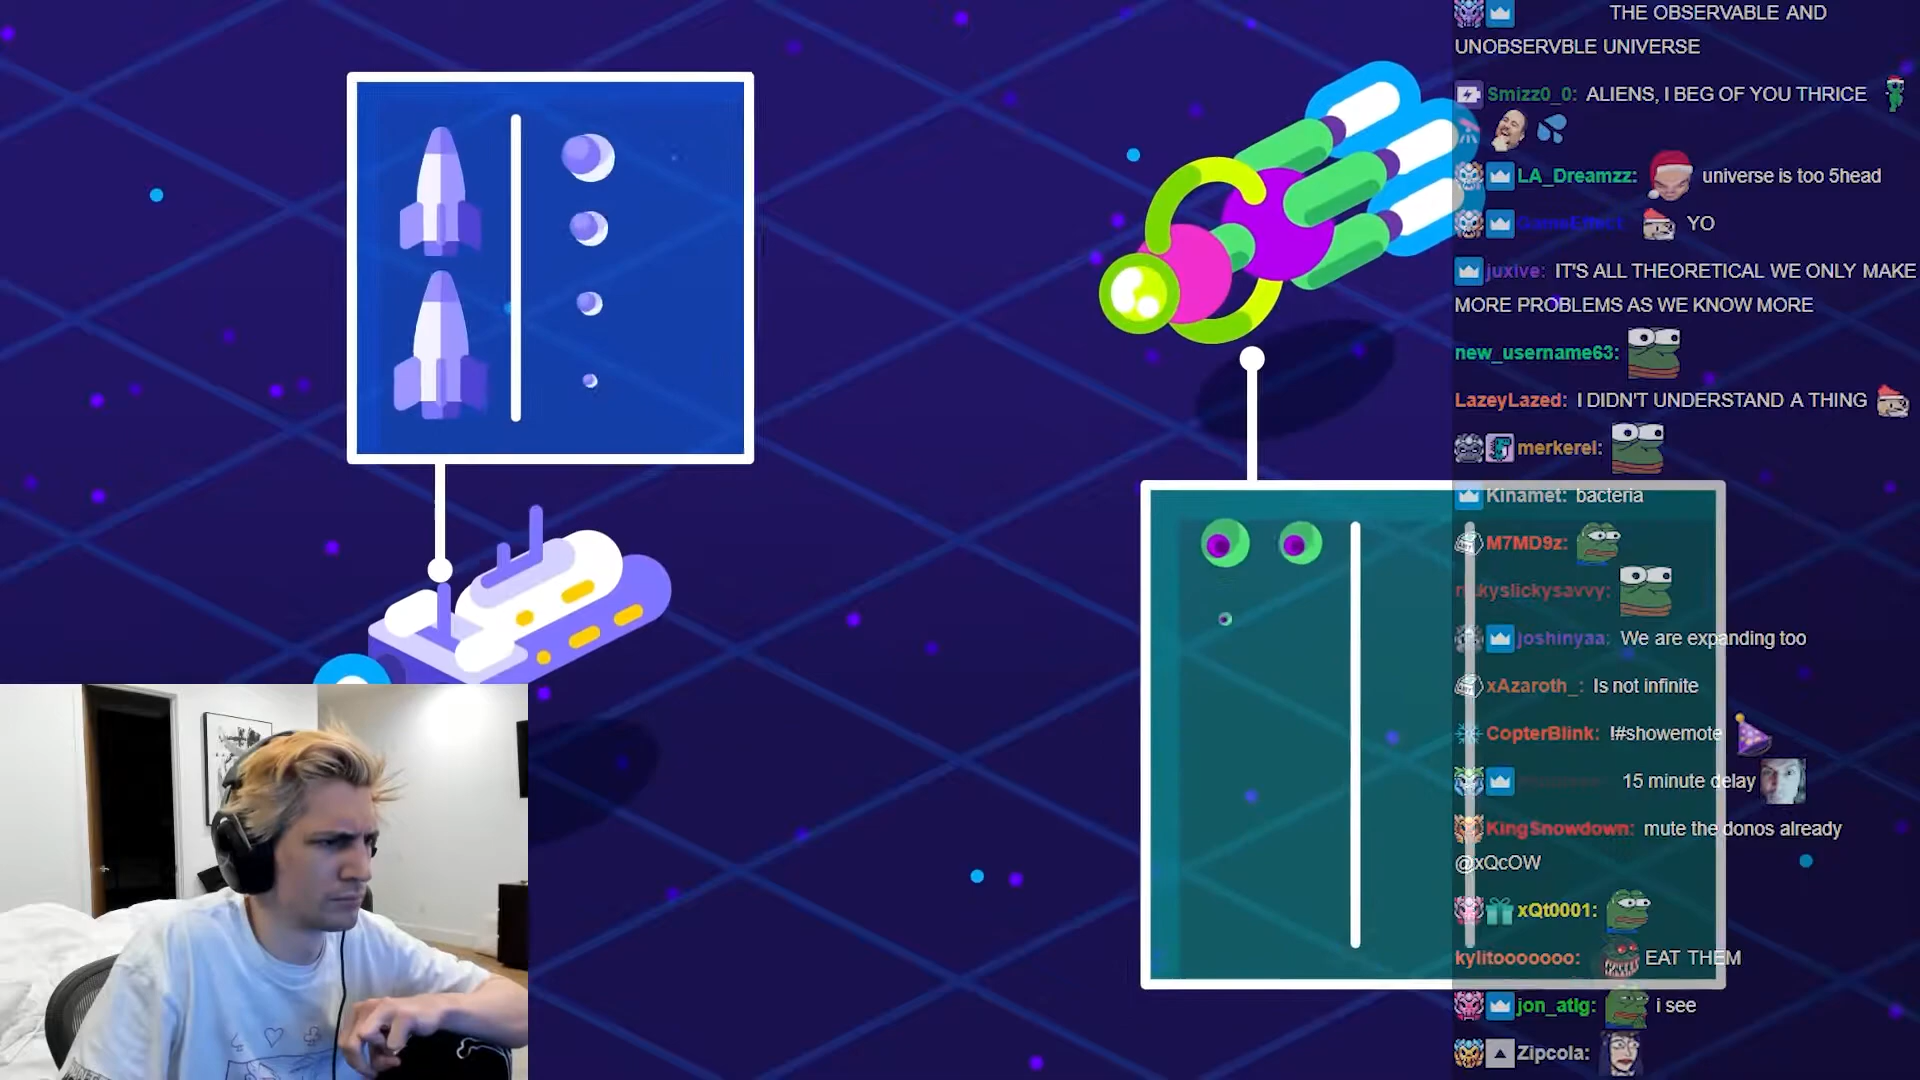 THE OBSERVABLE AND
UNOBSERVBLE UNIVERSE
Smizz0_0: ALIENS, I BEG OF YOU THRICE
LA_Dreamzz: universe is too 5head
GameEffect YO
juxive: IT'S ALL THEORETICAL WE ONLY MAKE
MORE PROBLEMS AS WE KNOW MORE
new_username63:
LazeyLazed: I DIDN'T UNDERSTAND A THING
merkerel:
Kinamet: bacteria
M7MD9z:
joshinyaa: We are expanding too
xAzaroth_: Is not infinite
CopterBlink: !#showemote
15 minute delay
KingSnowdown: mute the donos already
@xQcOW
xQt0001:
kylitooooooo: EAT THEM
jon_atlg: i see
Zipcola: